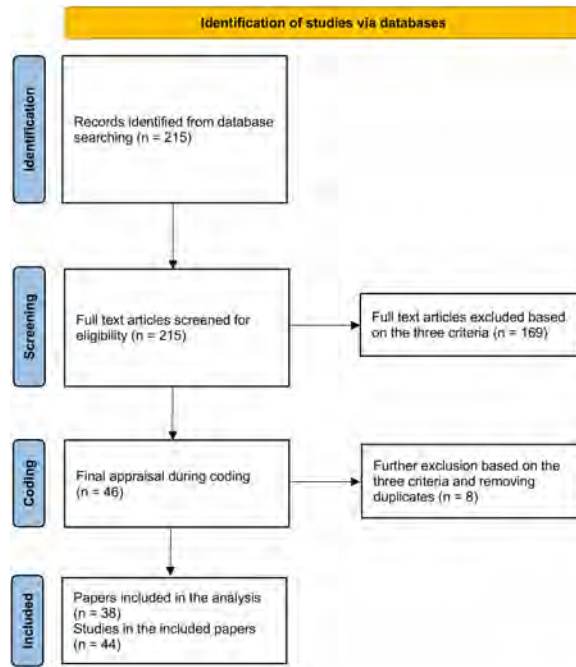 Identification of studies via databases
Identification
Records identified from database
searching (n = 215)
Screening
Full text articles screened for
eligibility (n = 215)
Full text articles excluded based
on the three criteria (n = 169)
Coding
Final appraisal during coding
(n = 46)
Further exclusion based on the
three criteria and removing
duplicates (n = 8)
Included
Papers included in the analysis
(n = 38)
Studies in the included papers
(n = 44)